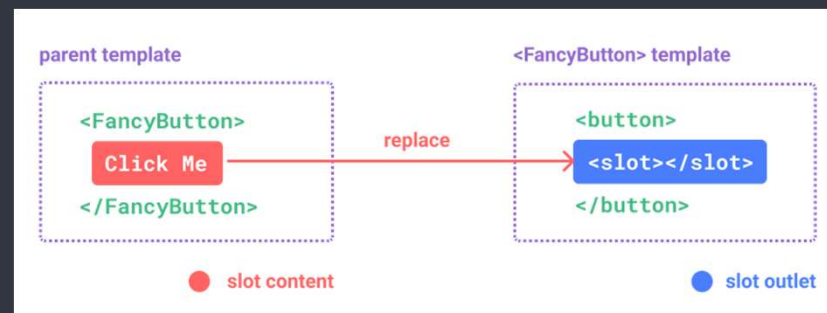 parent template
<FancyButton>
Click Me
</FancyButton>
replace
<FancyButton> template
<button>
<slot></slot>
</button>
slot content
slot outlet